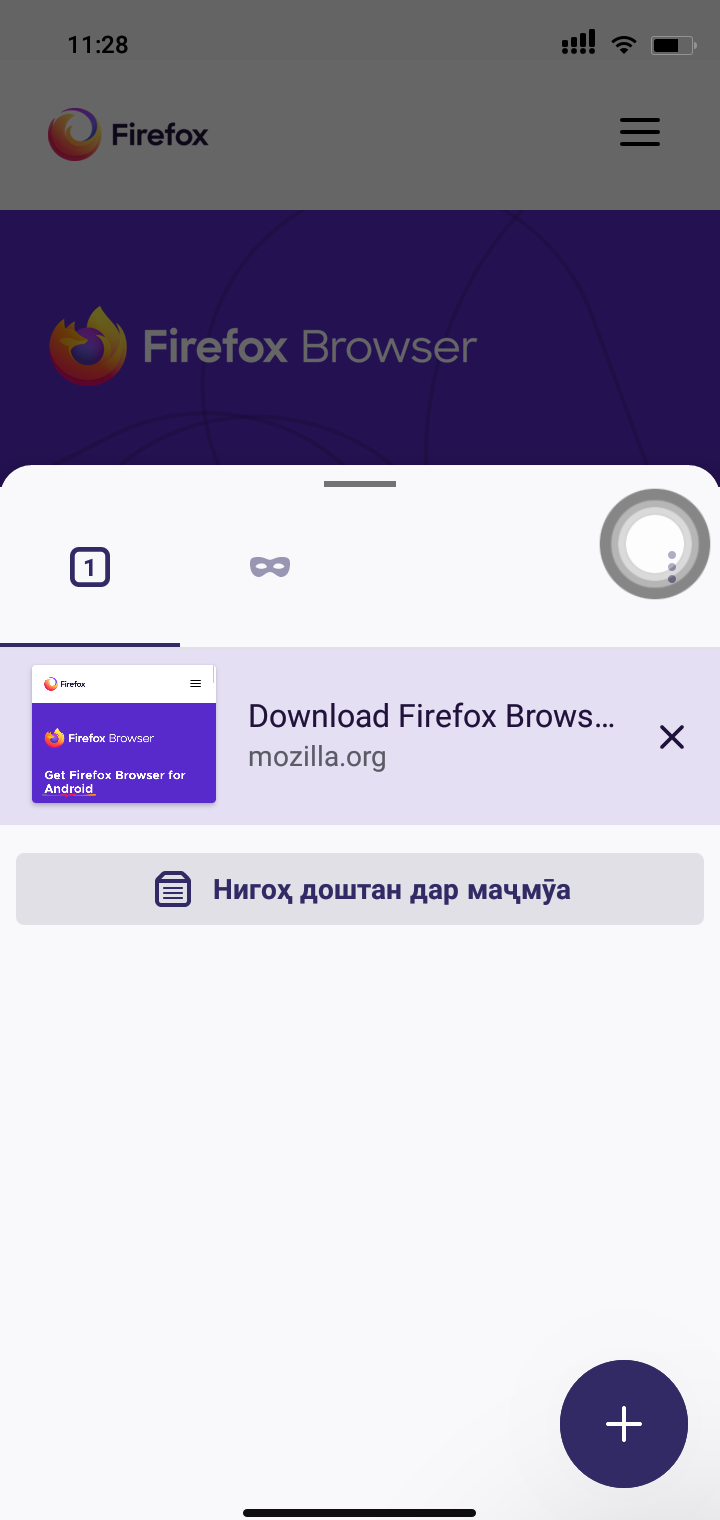 11:28
Firefox
Firefox Browser
1
Firefox
Firefox Browser
Get Firefox Browser for
Android
Download Firefox Brows...
mozilla.org
Нигоҳ доштан дар маҷмӯа